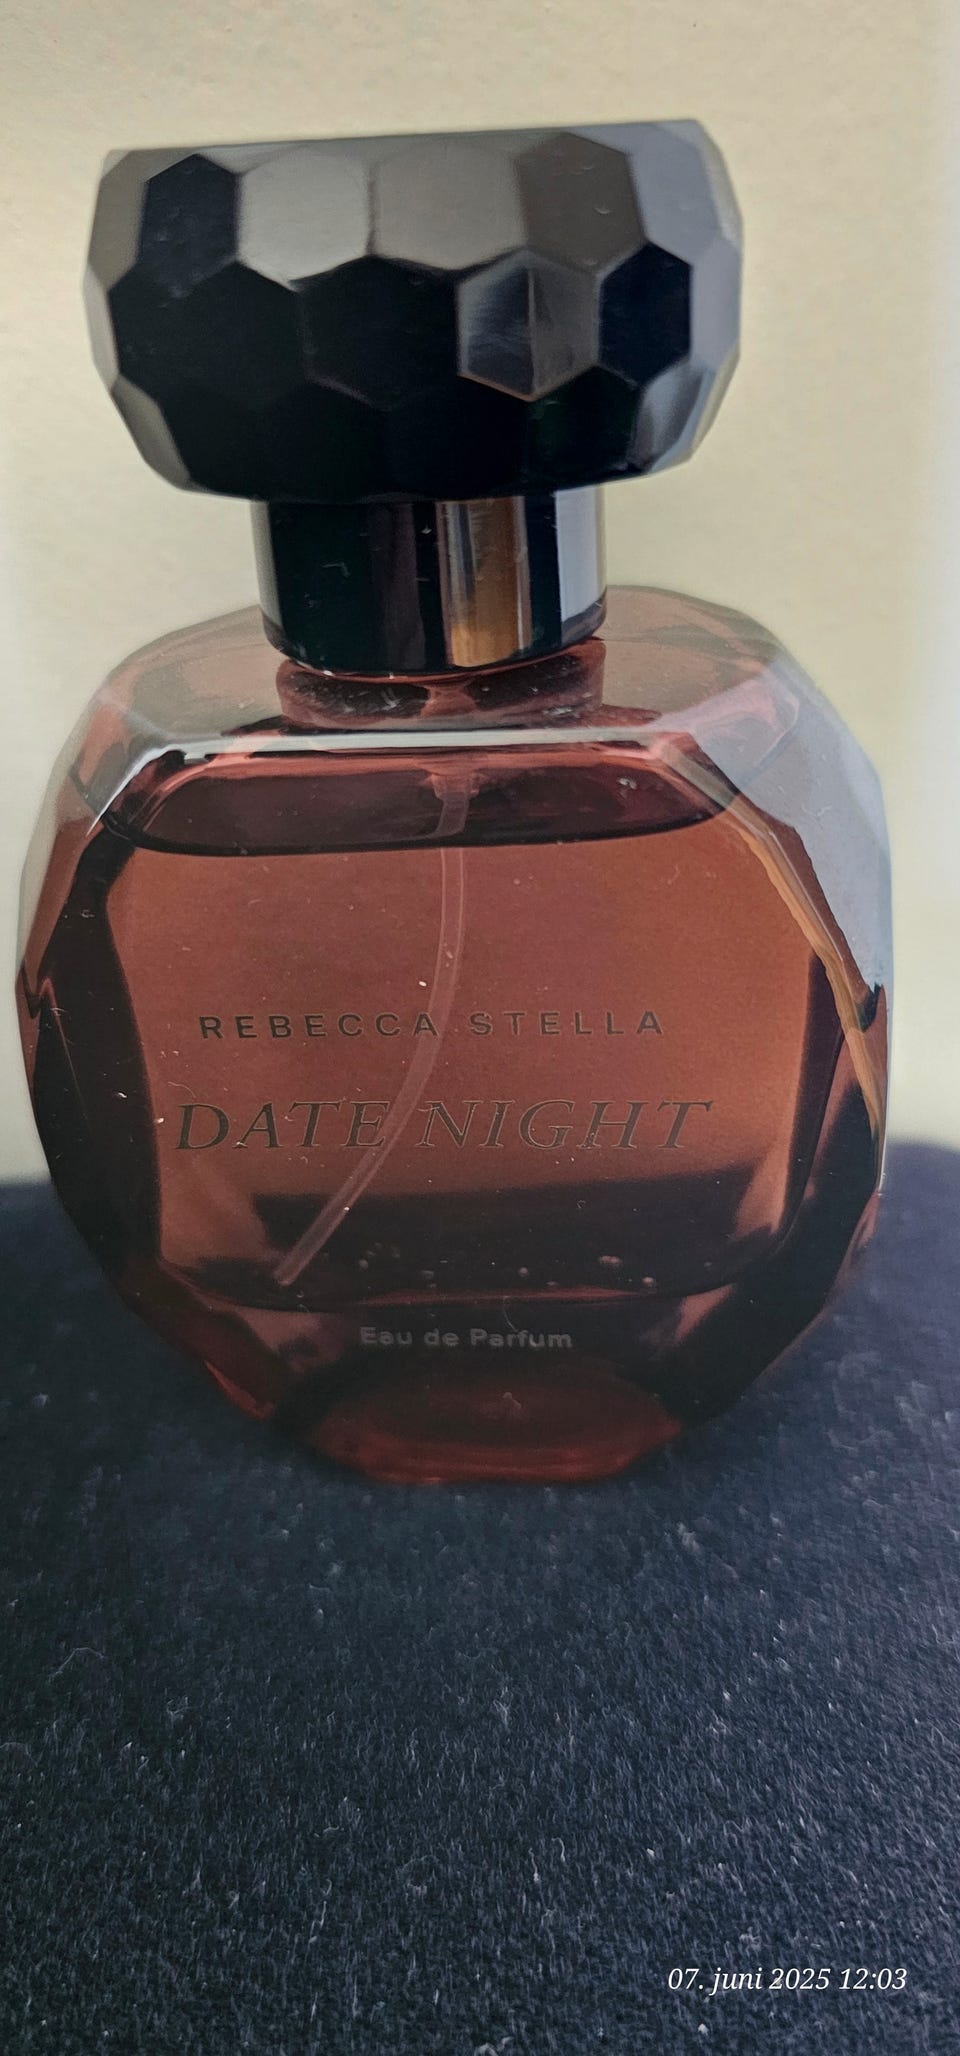 REBECCA STELLA
DATE NIGHT
Eau de Parfum
07. juni 2025 12:03